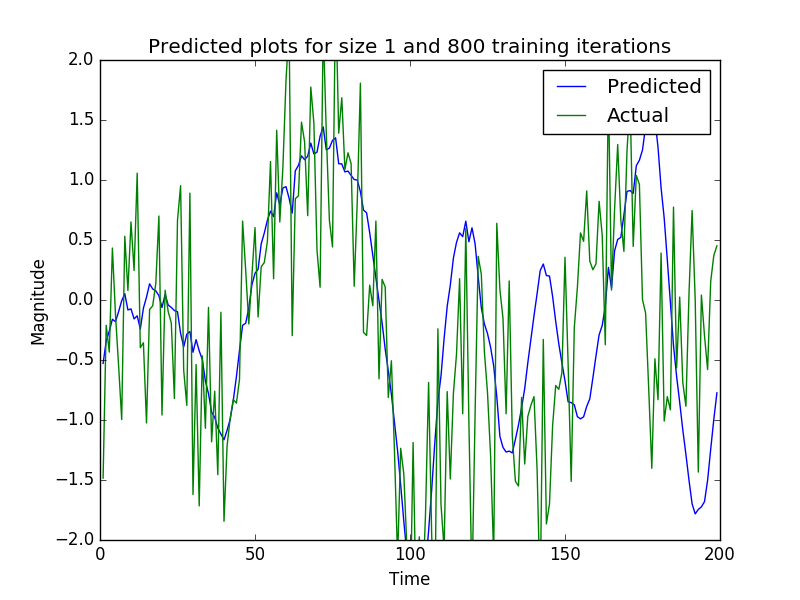 Predicted plots for size 1 and 800 training iterations
Predicted
Actual
2.0
1.5
1.0
0.5
0.0
−0.5
−1.0
−1.5
−2.0
Magnitude
0
50
100
150
200
Time